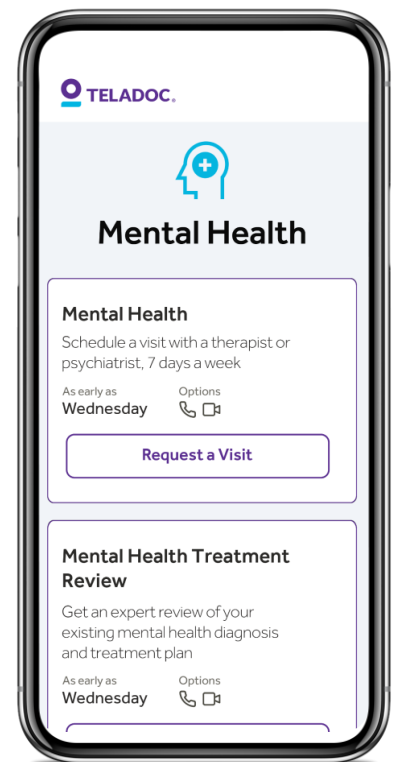 TELADOC.
Mental Health
Mental Health
Schedule a visit with a therapist or
psychiatrist, 7 days a week
As early as Options
Wednesday
Request a Visit
Mental Health Treatment
Review
Get an expert review of your
existing mental health diagnosis
and treatment plan
As early as Options
Wednesday